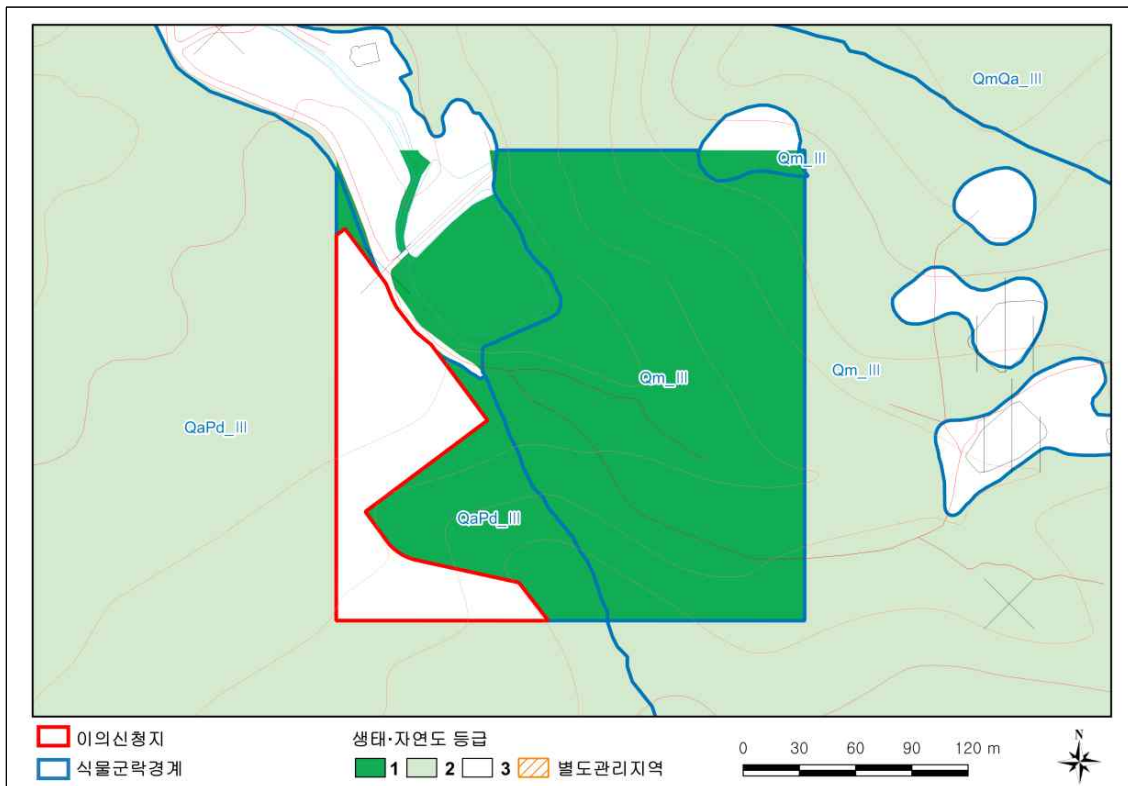 QmQa_III
Qm_III
Qm_III
Qm_III
QaPd_III
QaPd_III
이의신청지
식물군락경계
생태·자연도 등급
1 2 3 별도관리지역
0 30 60 90 120 m
N